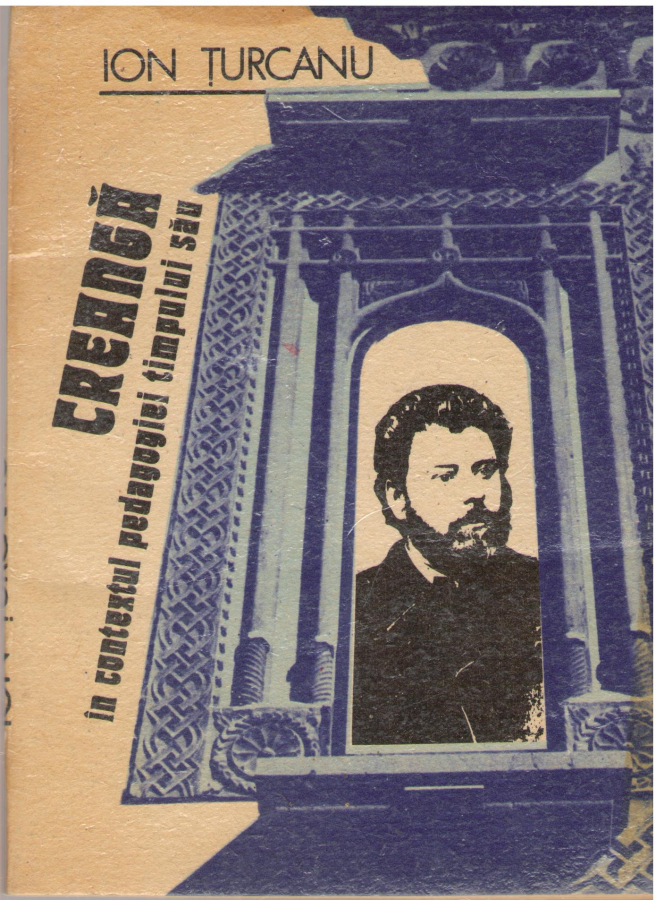 ION ȚURCANU
CREANGĂ
în contextul pedagogiei timpului său